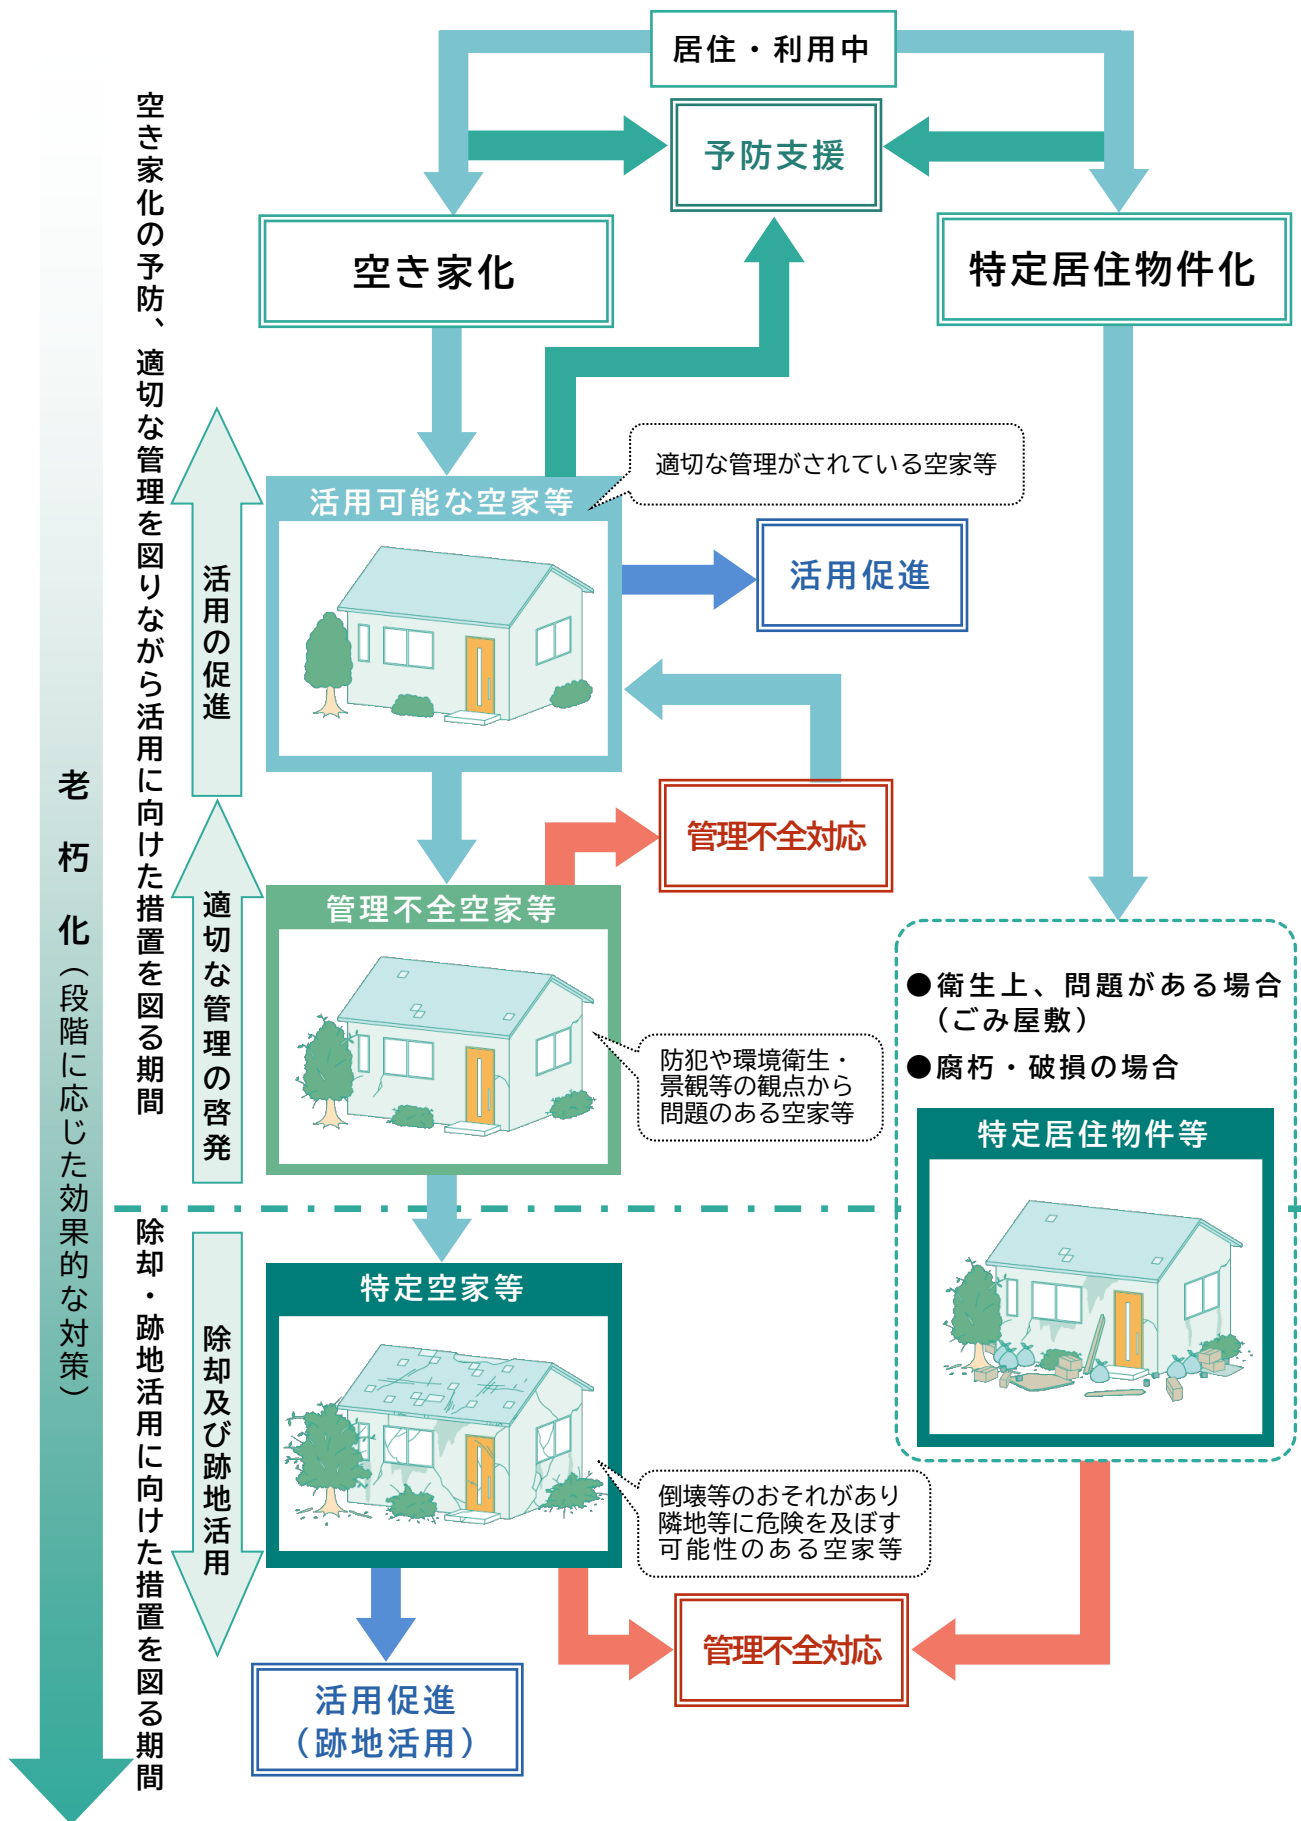 居住・利用中
予防支援
空き家化
特定居住物件化
空き家化の予防、適切な管理を図りながら活用に向けた措置を図る期間
適切な管理がされている空家等
活用可能な空家等
活用促進
活用の促進
老朽化（段階に応じた効果的な対策）
管理不全対応
管理不全空家等
適切な管理の啓発
防犯や環境衛生・
景観等の観点から
問題のある空家等
●衛生上、問題がある場合
（ごみ屋敷）
●腐朽・破損の場合
特定居住物件等
除却・跡地活用に向けた措置を図る期間
特定空家等
除却及び跡地活用
倒壊等のおそれがあり
隣地等に危険を及ぼす
可能性のある空家等
管理不全対応
活用促進
（跡地活用）